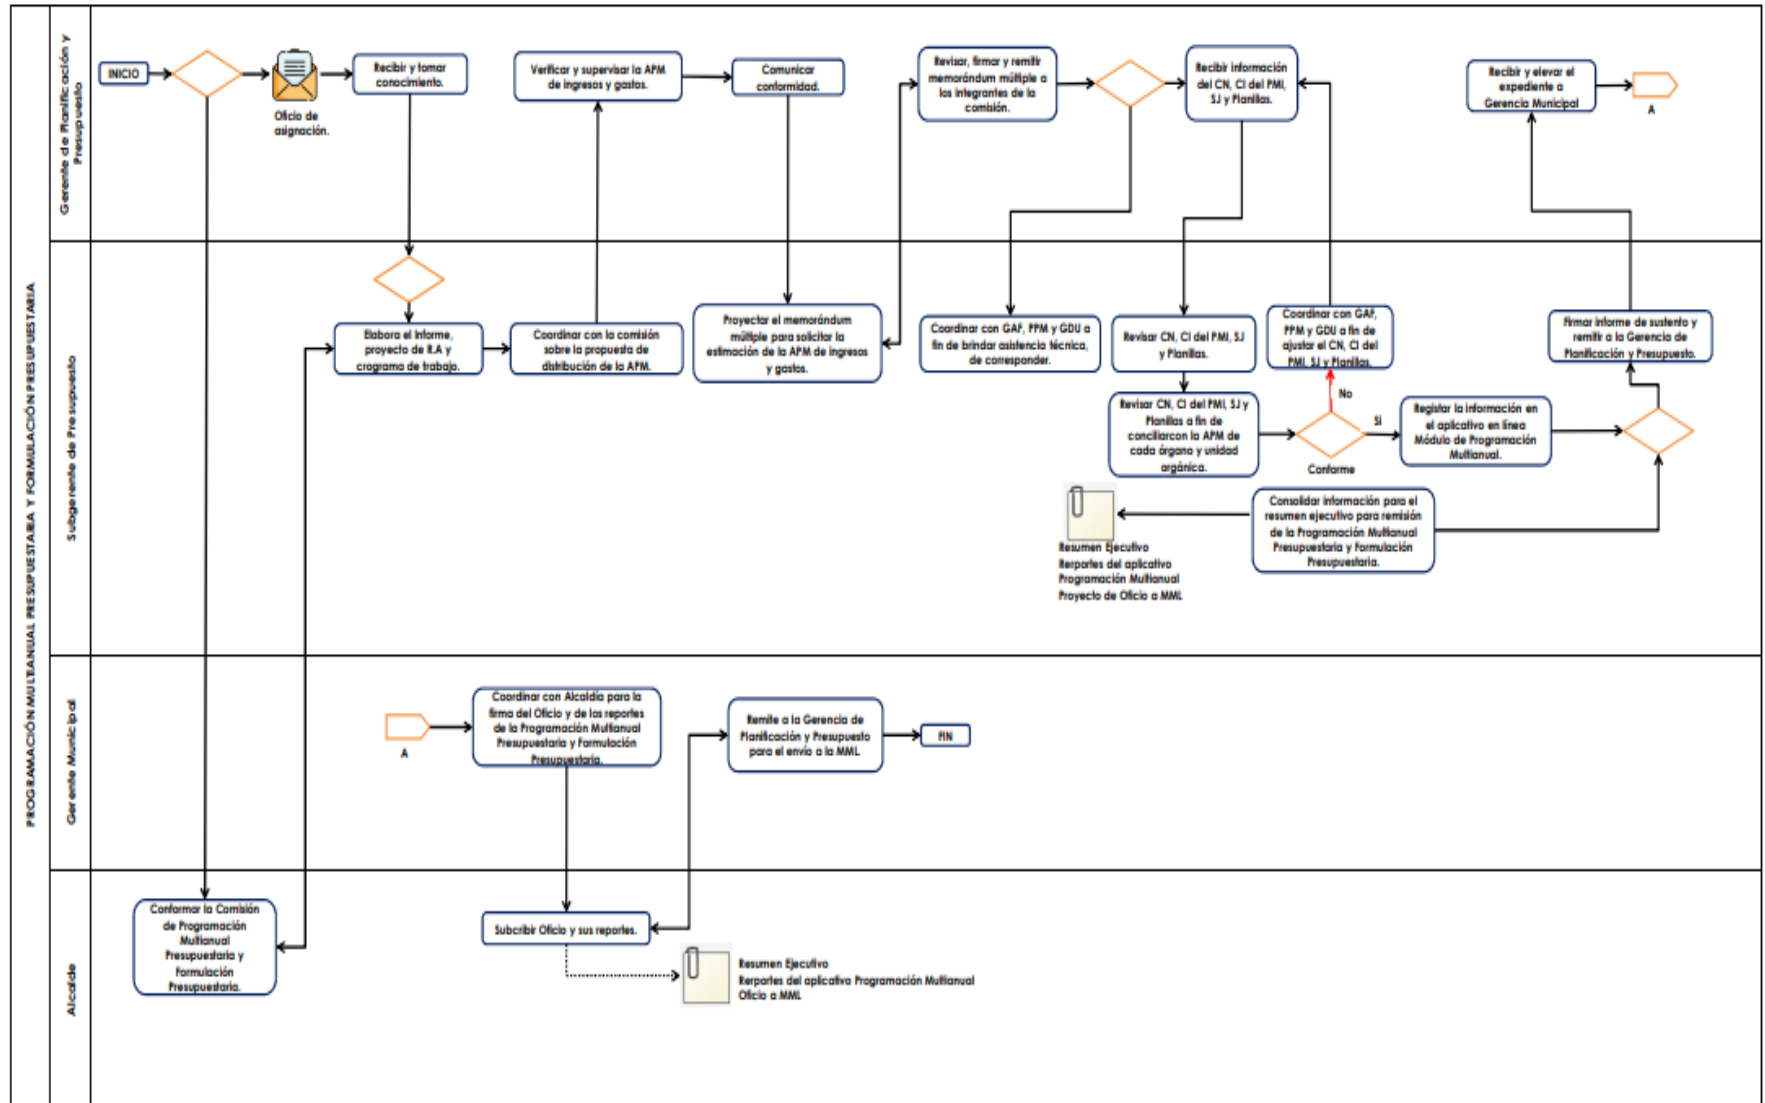 PROGRAMACIÓN MULTIANUAL PRESUPUESTARIA Y FORMULACIÓN PRESUPUESTARIA
Gerente de Planificación y
Presupuesto
INICIO
Oficio de
asignación.
Recibir y tomar
conocimiento.
Verificar y supervisar la APM
de ingresos y gastos.
Comunicar
conformidad.
Revisar, firmar y remitir
memorándum múltiple a
los integrantes de la
comisión.
Recibir información
del CN, CI del PMI,
SJ y Planillas.
Recibir y elevar el
expediente a
Gerencia Municipal
A
Subgerente de Presupuesto
Elabora el Informe,
proyecto de R.A y
crograma de trabajo.
Coordinar con la comisión
sobre la propuesta de
distribución de la APM.
Proyectar el memorándum
múltiple para solicitar la
estimación de la APM de ingresos
y gastos.
Coordinar con GAF, PPM y GDU a
fin de brindar asistencia técnica,
de corresponder.
Revisar CN, CI del PMI, SJ
y Planillas.
Coordinar con GAF,
PPM y GDU a fin de
ajustar el CN, CI del
PMI, SJ y Planillas.
Firmar informe de sustento y
remitir a la Gerencia de
Planificación y Presupuesto.
Revisar CN, CI del PMI, SJ y
Planillas a fin de
conciliarcon la APM de
cada órgano y unidad
orgánica.
No
Si
Conforme
Registar la información en
el aplicativo en línea
Módulo de Programación
Multianual.
Consolidar información para el
resumen ejecutivo para remisión
de la Programación Multianual
Presupuestaria y Formulación
Presupuestaria.
Resumen Ejecutivo
Rerportes del aplicativo
Programación Multianual
Proyecto de Oficio a MML
Gerente Municipal
A
Coordinar con Alcaldía para la
firma del Oficio y de los reportes
de la Programación Multianual
Presupuestaria y Formulación
Presupuestaria.
Remite a la Gerencia de
Planificación y Presupuesto
para el envío a la MML
FIN
Alcalde
Conformar la Comisión
de Programación
Multianual
Presupuestaria y
Formulación
Presupuestaria.
Subcribir Oficio y sus reportes.
Resumen Ejecutivo
Rerportes del aplicativo Programación Multianual
Oficio a MML